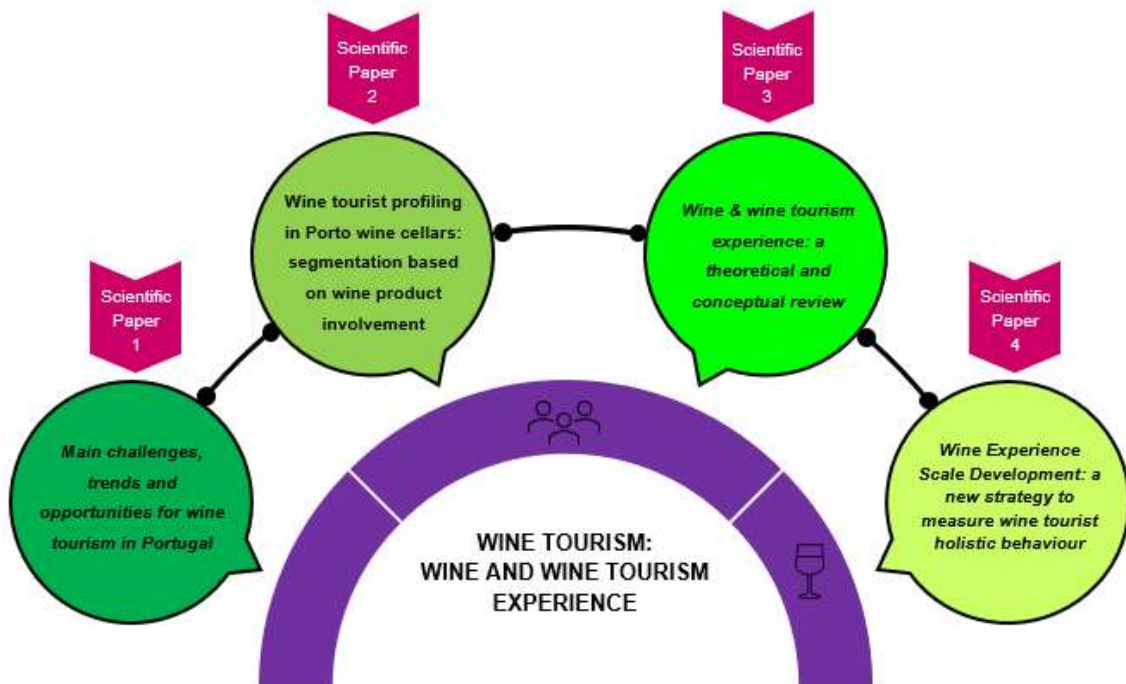 Scientific
Paper
1
Main challenges,
trends and
opportunities for wine
tourism in Portugal
Scientific
Paper
2
Wine tourist profiling
in Porto wine cellars:
segmentation based
on wine product
involvement
Scientific
Paper
3
Wine & wine tourism
experience: a
theoretical and
conceptual review
Scientific
Paper
4
Wine Experience
Scale Development: a
new strategy to
measure wine tourist
holistic behaviour
WINE TOURISM:
WINE AND WINE TOURISM
EXPERIENCE